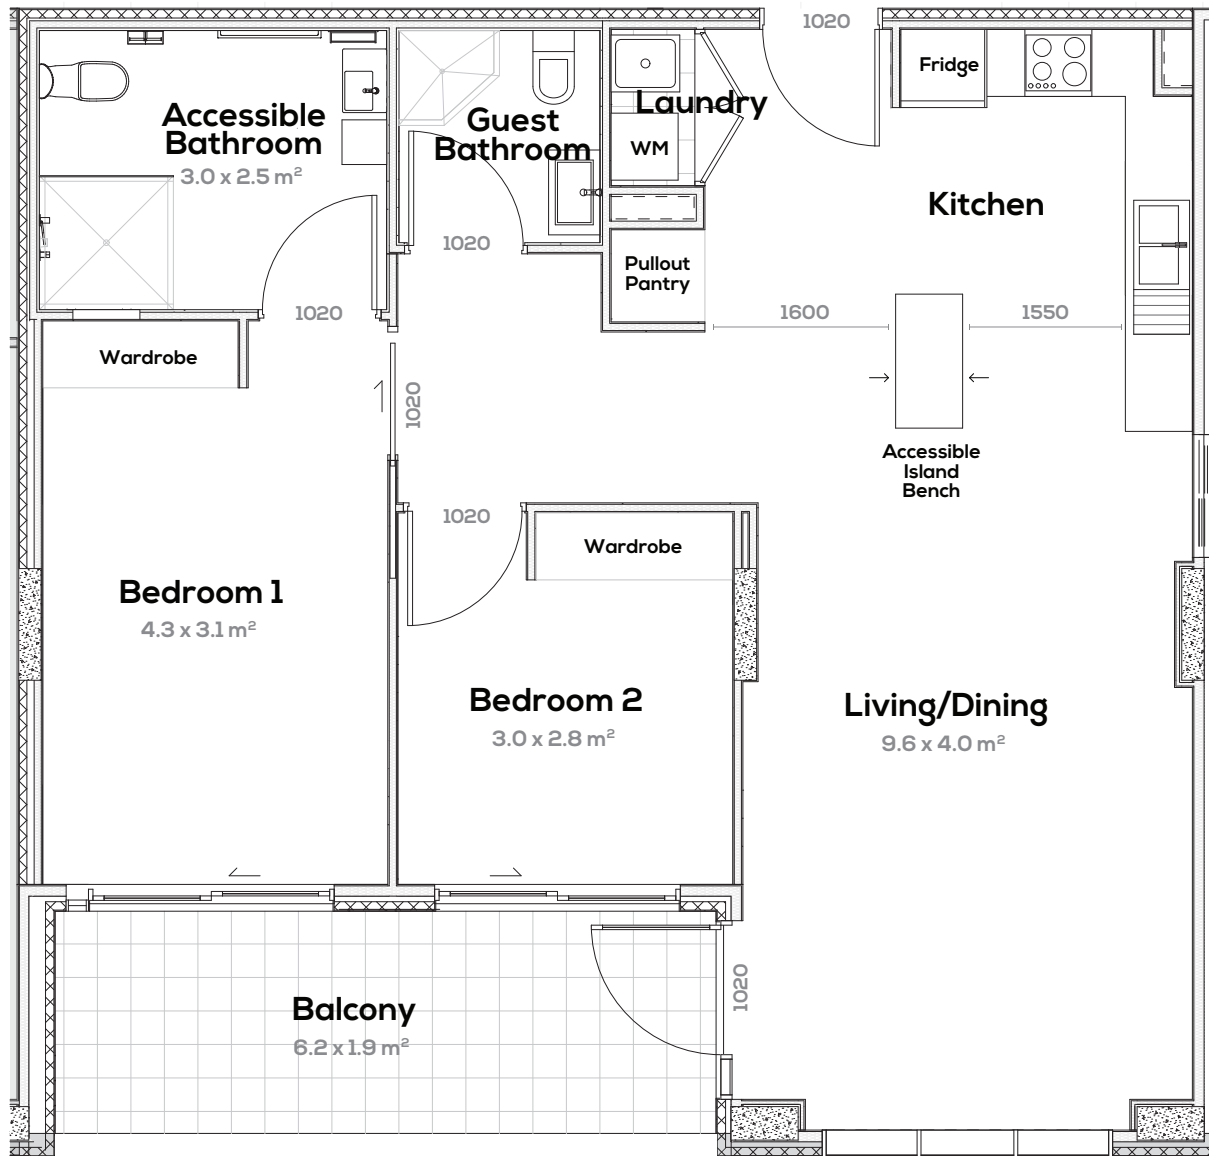 1020
Fridge
Accessible
Bathroom
3.0 x 2.5 m²
Guest
Bathroom
Laundry
WM
Kitchen
1020
Pullout
Pantry
1020
1600
1550
Wardrobe
1020
Accessible
Island
Bench
1020
Wardrobe
Bedroom 1
4.3 x 3.1 m²
Bedroom 2
3.0 x 2.8 m²
Living/Dining
9.6 x 4.0 m²
1020
Balcony
6.2 x 1.9 m²